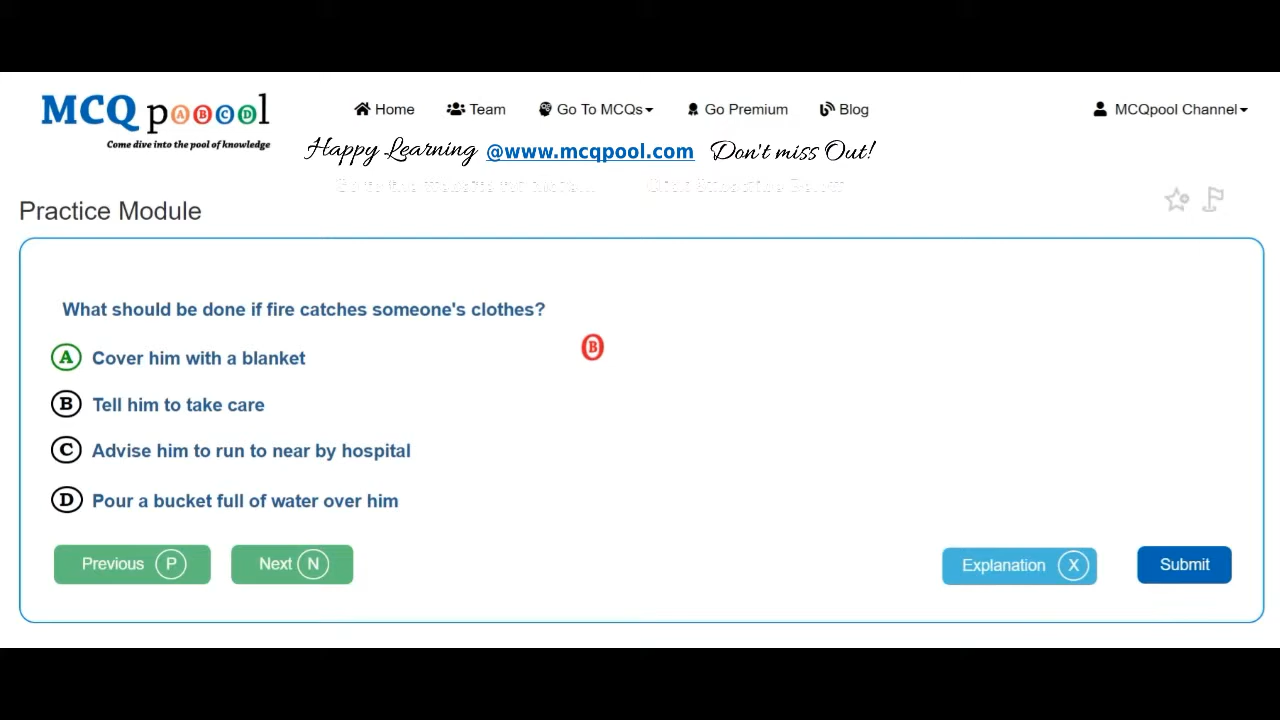 MCQ pooool
Come dive into the pool of knowledge
Home Team Go To MCQs Go Premium Blog MCQpool Channel
Happy Learning @www.mcqpool.com Don't miss Out!
Practice Module
What should be done if fire catches someone's clothes?
B
A Cover him with a blanket
B Tell him to take care
C Advise him to run to near by hospital
D Pour a bucket full of water over him
Previous P Next N Explanation X Submit